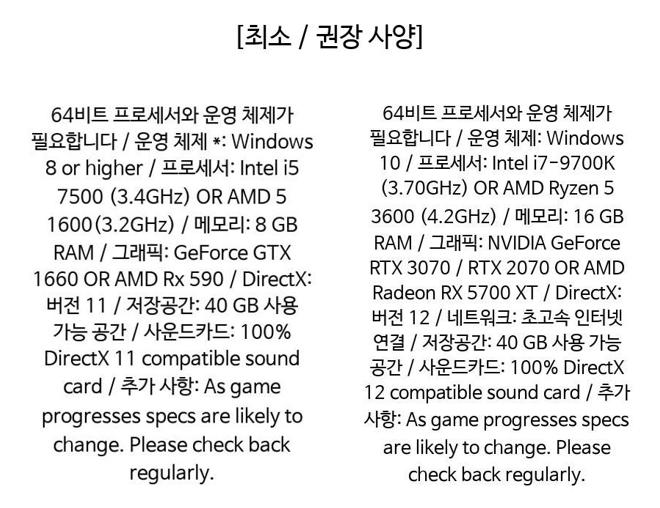 [최소 / 권장 사양]
64비트 프로세서와 운영 체제가
필요합니다 / 운영 체제 *: Windows
8 or higher / 프로세서: Intel i5
7500 (3.4GHz) OR AMD 5
1600(3.2GHz) / 메모리: 8 GB
RAM / 그래픽: GeForce GTX
1660 OR AMD Rx 590 / DirectX:
버전 11 / 저장공간: 40 GB 사용
가능 공간 / 사운드카드: 100%
DirectX 11 compatible sound
card / 추가 사항: As game
progresses specs are likely to
change. Please check back
regularly.
64비트 프로세서와 운영 체제가
필요합니다 / 운영 체제: Windows
10 / 프로세서: Intel i7-9700K
(3.70GHz) OR AMD Ryzen 5
3600 (4.2GHz) / 메모리: 16 GB
RAM / 그래픽: NVIDIA GeForce
RTX 3070 / RTX 2070 OR AMD
Radeon RX 5700 XT / DirectX:
버전 12 / 네트워크: 초고속 인터넷
연결 / 저장공간: 40 GB 사용 가능
공간 / 사운드카드: 100% DirectX
12 compatible sound card / 추가
사항: As game progresses specs
are likely to change. Please
check back regularly.